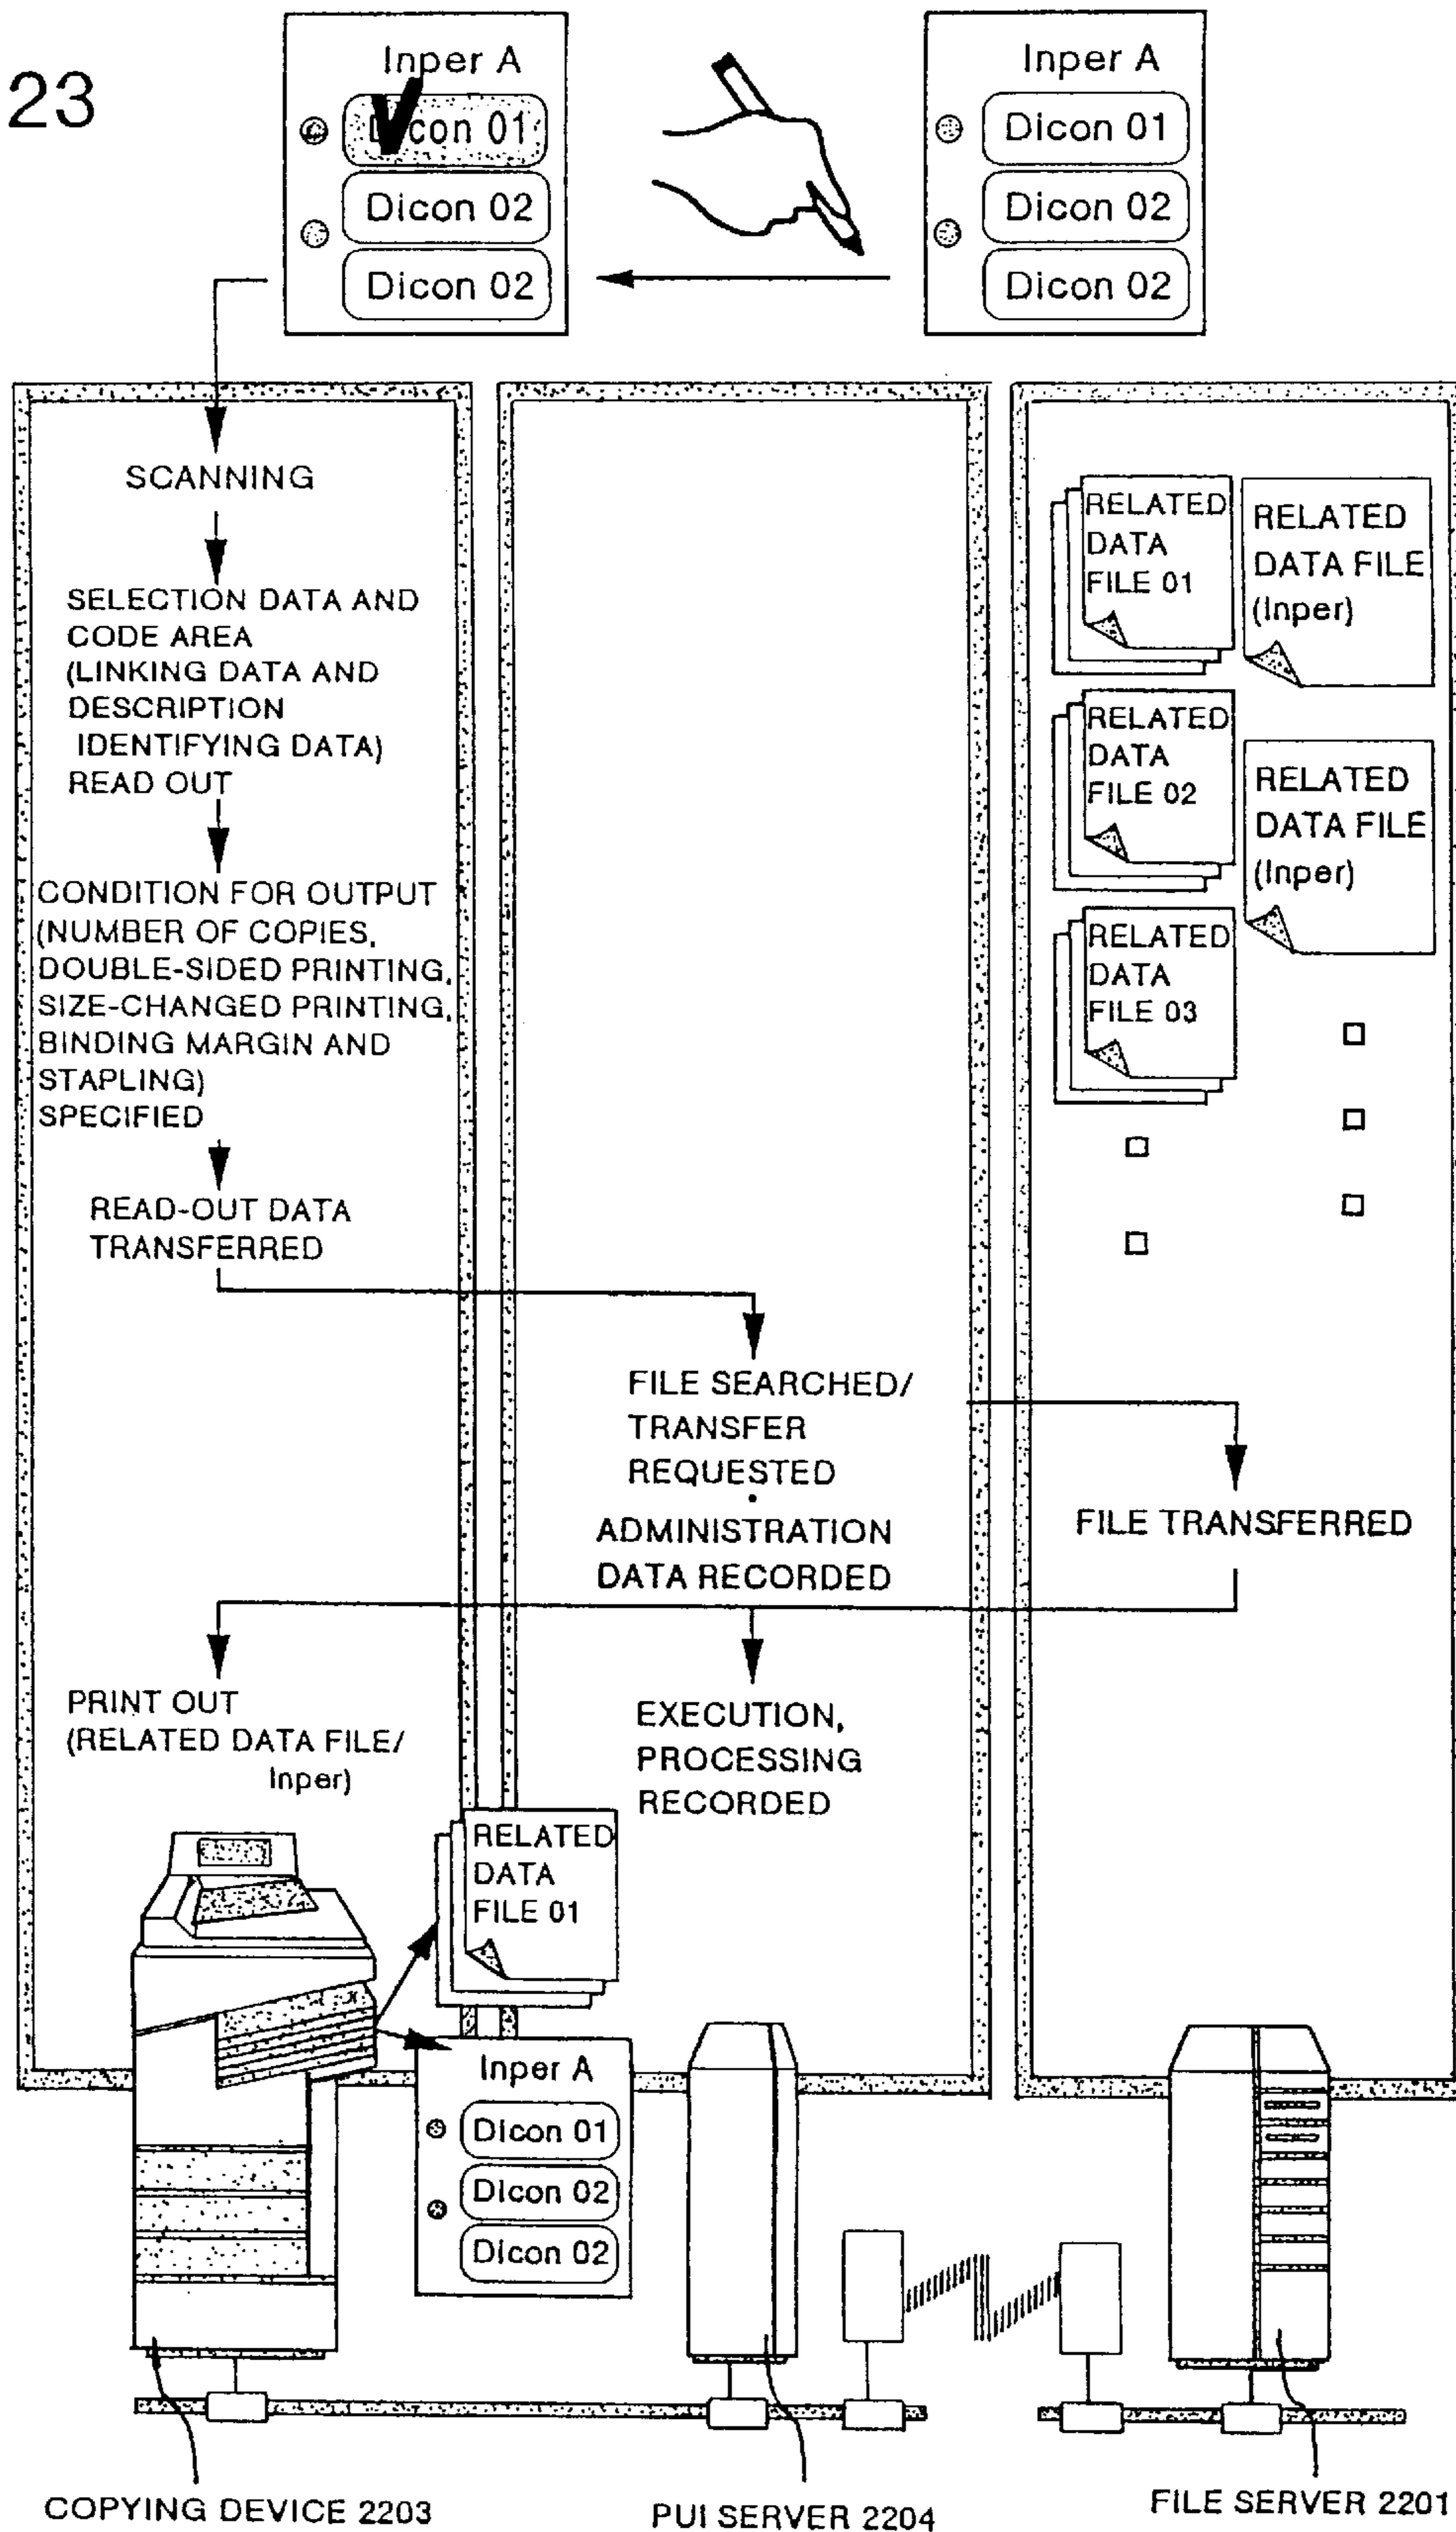 23
Inper A
Dicon 01
Dicon 02
Dicon 02
Inper A
Dicon 01
Dicon 02
Dicon 02
SCANNING
SELECTION DATA AND
CODE AREA
(LINKING DATA AND
DESCRIPTION
IDENTIFYING DATA)
READ OUT
CONDITION FOR OUTPUT
(NUMBER OF COPIES,
DOUBLE-SIDED PRINTING,
SIZE-CHANGED PRINTING,
BINDING MARGIN AND
STAPLING)
SPECIFIED
READ-OUT DATA
TRANSFERRED
RELATED
DATA
FILE 01
RELATED
DATA FILE
(Inper)
RELATED
DATA
FILE 02
RELATED
DATA FILE
(Inper)
RELATED
DATA
FILE 03
FILE SEARCHED/
TRANSFER
REQUESTED
·
ADMINISTRATION
DATA RECORDED
FILE TRANSFERRED
PRINT OUT
(RELATED DATA FILE/
Inper)
EXECUTION,
PROCESSING
RECORDED
RELATED
DATA
FILE 01
Inper A
Dicon 01
Dicon 02
Dicon 02
COPYING DEVICE 2203
PUI SERVER 2204
FILE SERVER 2201